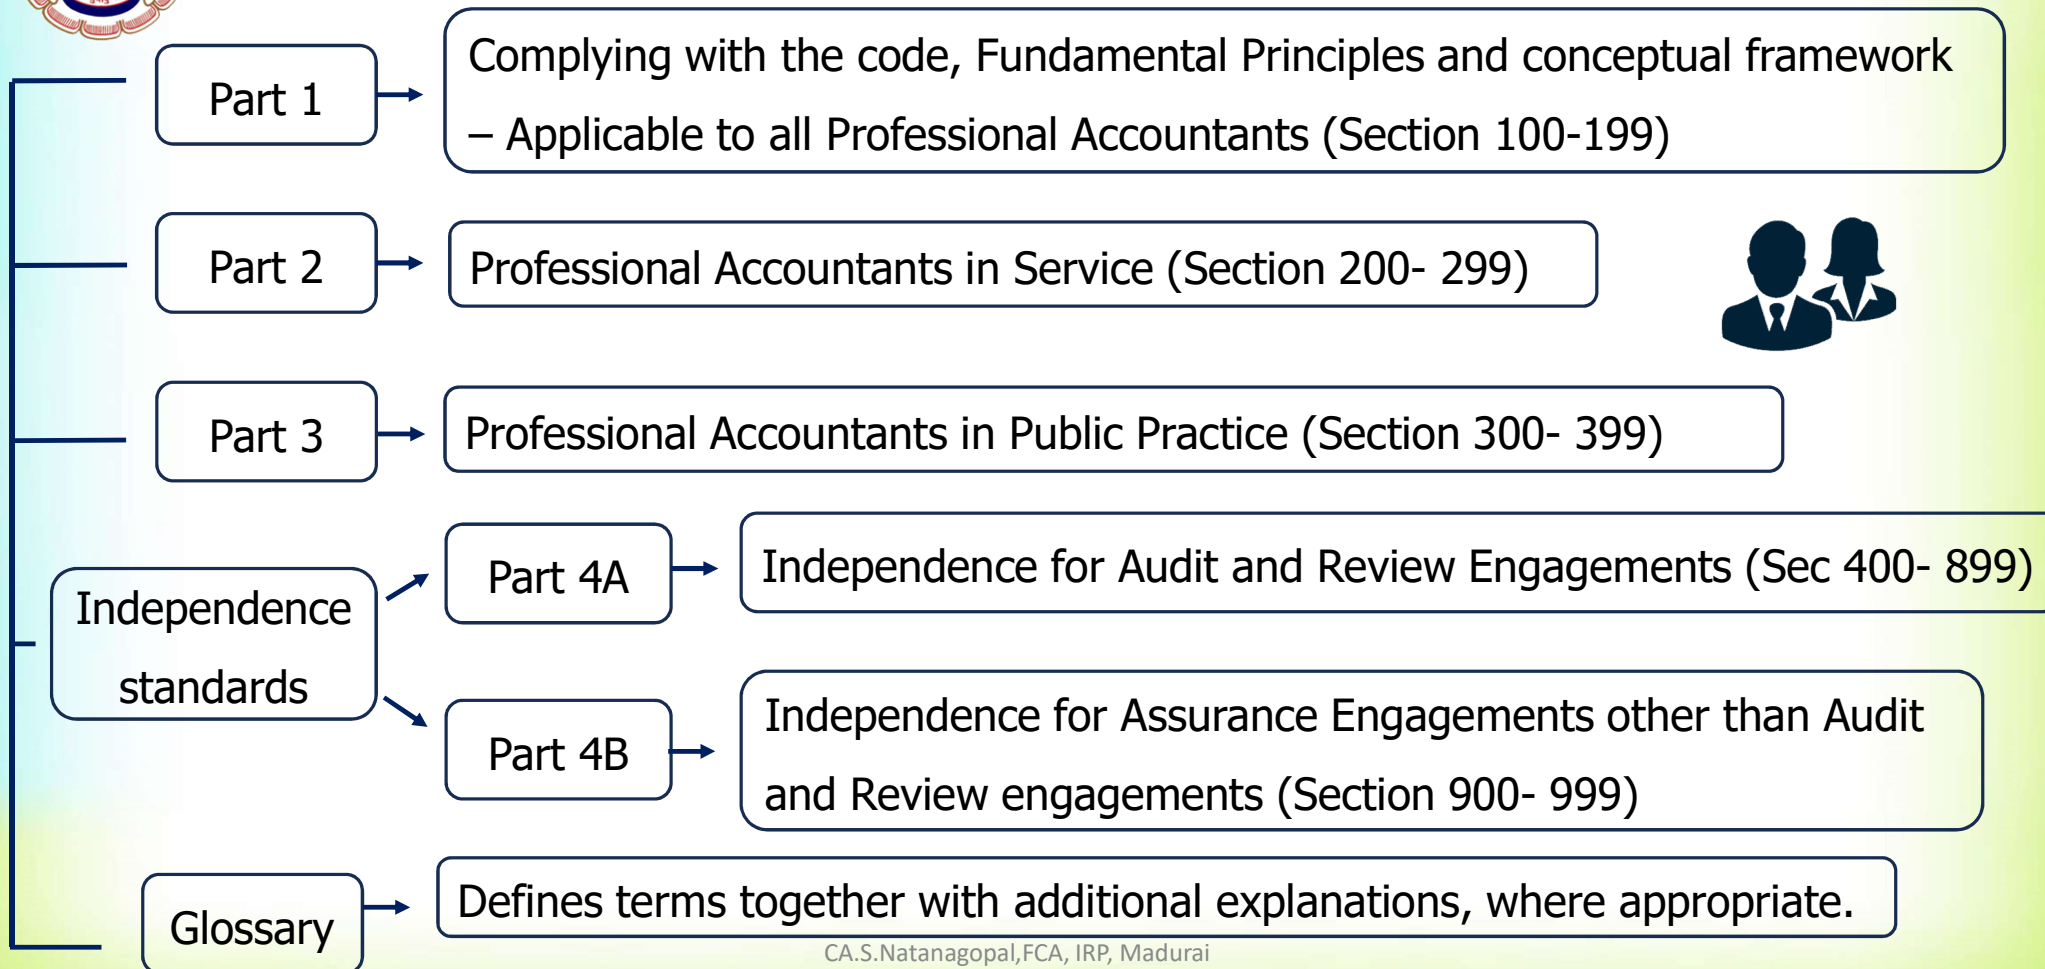 Part 1
Complying with the code, Fundamental Principles and conceptual framework
– Applicable to all Professional Accountants (Section 100-199)
Part 2
Professional Accountants in Service (Section 200- 299)
Part 3
Professional Accountants in Public Practice (Section 300- 399)
Independence
standards
Part 4A
Independence for Audit and Review Engagements (Sec 400- 899)
Part 4B
Independence for Assurance Engagements other than Audit
and Review engagements (Section 900- 999)
Glossary
Defines terms together with additional explanations, where appropriate.
CA.S.Natanagopal,FCA, IRP, Madurai